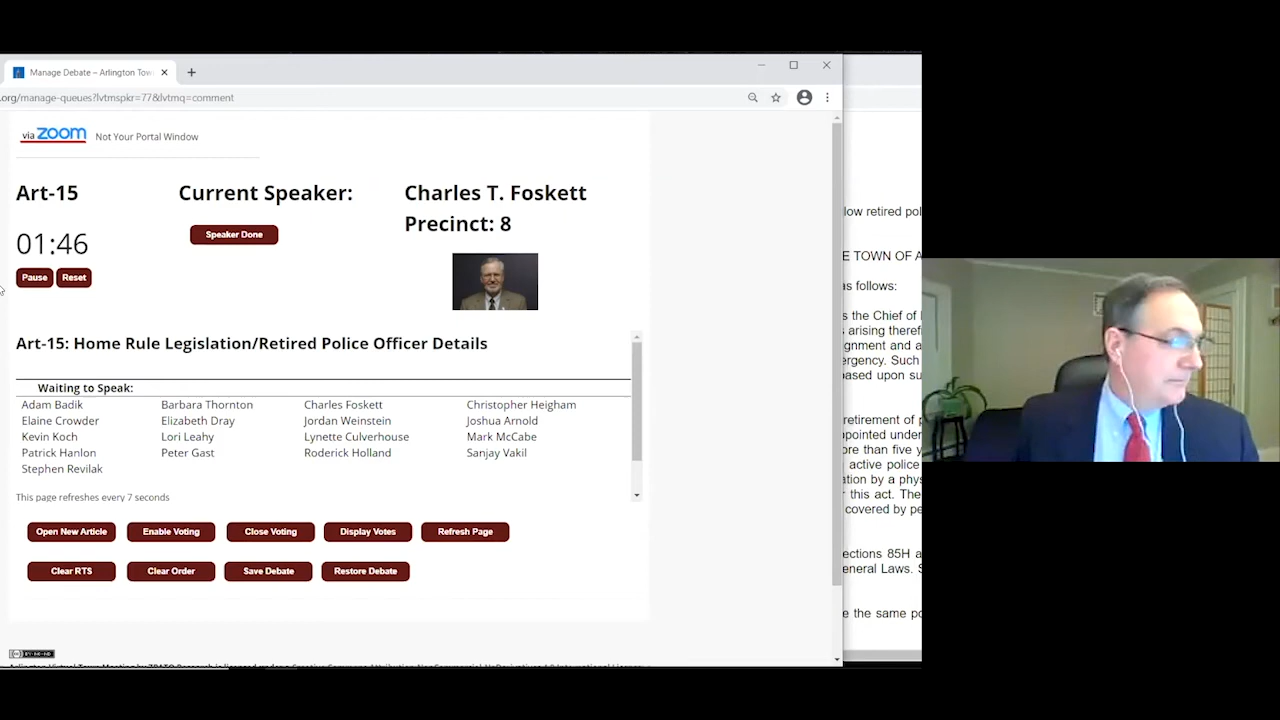 Manage Debate – Arlington Tow
.org/manage-queues?lvtmspkr=77&lvtmq=comment
via zoom Not Your Portal Window
Art-15 Current Speaker: Charles T. Foskett
Precinct: 8
01:46 Speaker Done
Pause Reset
Art-15: Home Rule Legislation/Retired Police Officer Details
Waiting to Speak:
Adam Badik Barbara Thornton Charles Foskett Christopher Heigham
Elaine Crowder Elizabeth Dray Jordan Weinstein Joshua Arnold
Kevin Koch Lori Leahy Lynette Culverhouse Mark McCabe
Patrick Hanlon Peter Gast Roderick Holland Sanjay Vakil
Stephen Revilak
This page refreshes every 7 seconds
Open New Article Enable Voting Close Voting Display Votes Refresh Page
Clear RTS Clear Order Save Debate Restore Debate
low retired pol
E TOWN OF A
as follows:
s the Chief of
s arising theref
gnment and a
ergency. Such
based upon su
retirement of p
ppointed under
ore than five y
active police
ation by a phys
r this act. The
covered by pe
ections 85H a
eneral Laws. S
e the same po